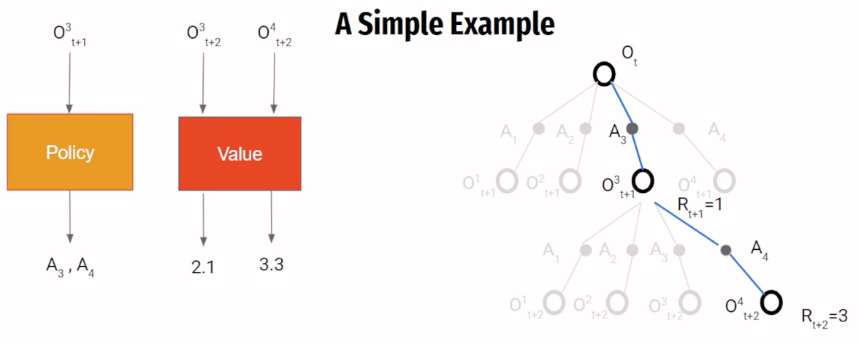 A Simple Example
O³ₜ₊₁
O³ₜ₊₂ O⁴ₜ₊₂
Policy
Value
A₃ , A₄
2.1 3.3
Oₜ
A₁ A₂ A₃ A₄
O¹ₜ₊₁ O²ₜ₊₁ O³ₜ₊₁ O⁴ₜ₊₁
Rₜ₊₁=1
A₁ A₂ A₃ A₄
O¹ₜ₊₂ O²ₜ₊₂ O³ₜ₊₂ O⁴ₜ₊₂
Rₜ₊₂=3